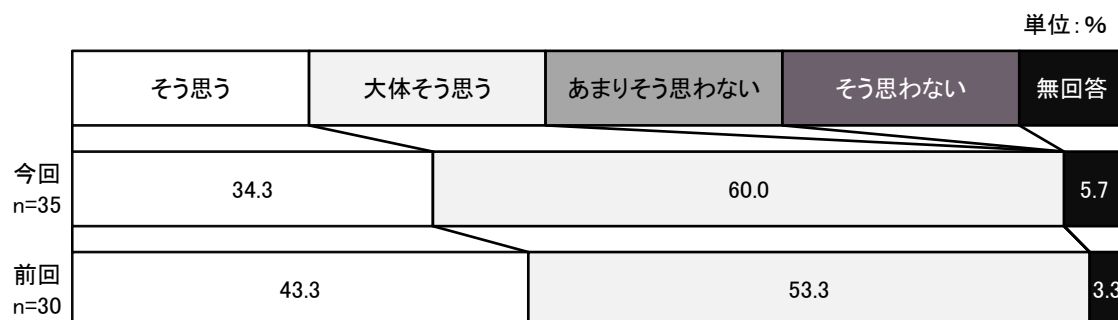 単位：%
そう思う 大体そう思う あまりそう思わない そう思わない 無回答
今回
n=35
34.3 60.0 5.7
前回
n=30
43.3 53.3 3.3